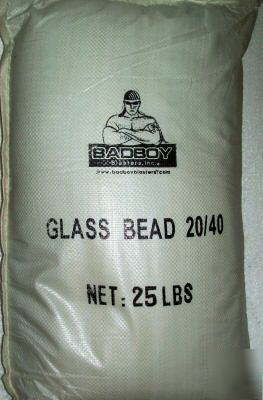 BADBOY
Blasters, Inc.
www.badboyblasters.com
GLASS BEAD 20/40
NET: 25 LBS